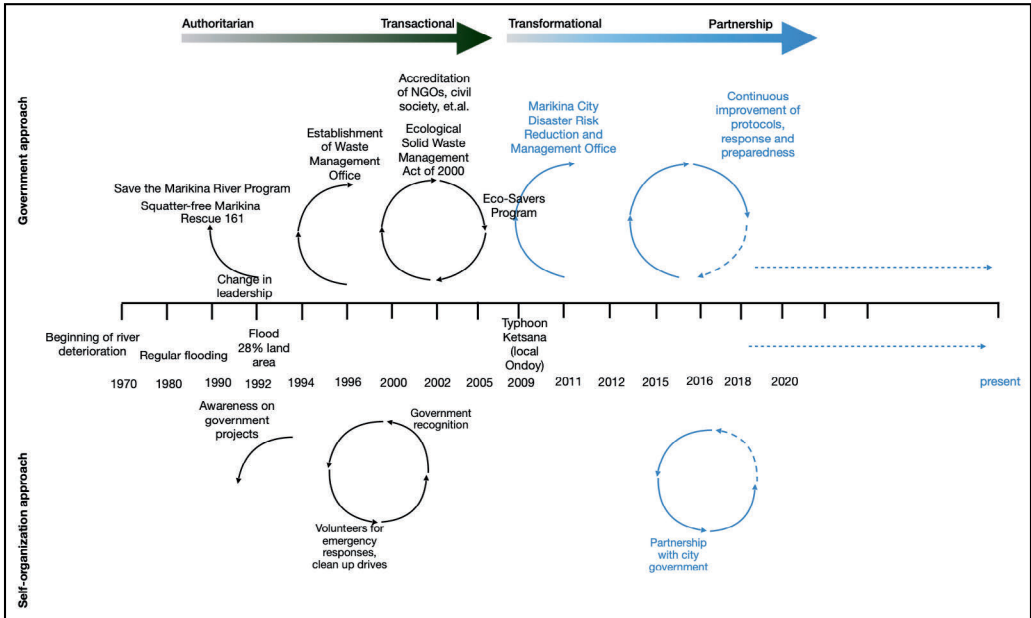 Authoritarian
Transactional
Transformational
Partnership
Government approach
Save the Marikina River Program
Squatter-free Marikina
Rescue 161
Change in
leadership
Establishment
of Waste
Management
Office
Accreditation
of NGOs, civil
society, et.al.
Ecological
Solid Waste
Management
Act of 2000
Eco-Savers
Program
Marikina City
Disaster Risk
Reduction and
Management Office
Continuous
improvement of
protocols,
response and
preparedness
Beginning of river
deterioration
Regular flooding
Flood
28% land
area
Typhoon
Ketsana
(local
Ondoy)
1970
1980
1990
1992
1994
1996
2000
2002
2005
2009
2011
2012
2015
2016
2018
2020
present
Self-organization approach
Awareness on
government
projects
Government
recognition
Volunteers for
emergency
responses,
clean up drives
Partnership
with city
government